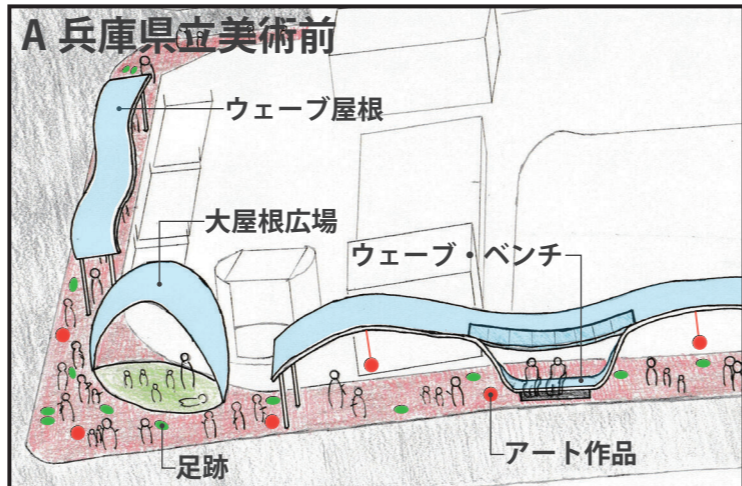 A 兵庫県立美術前
ウェーブ屋根
大屋根広場
ウェーブ・ベンチ
足跡
アート作品